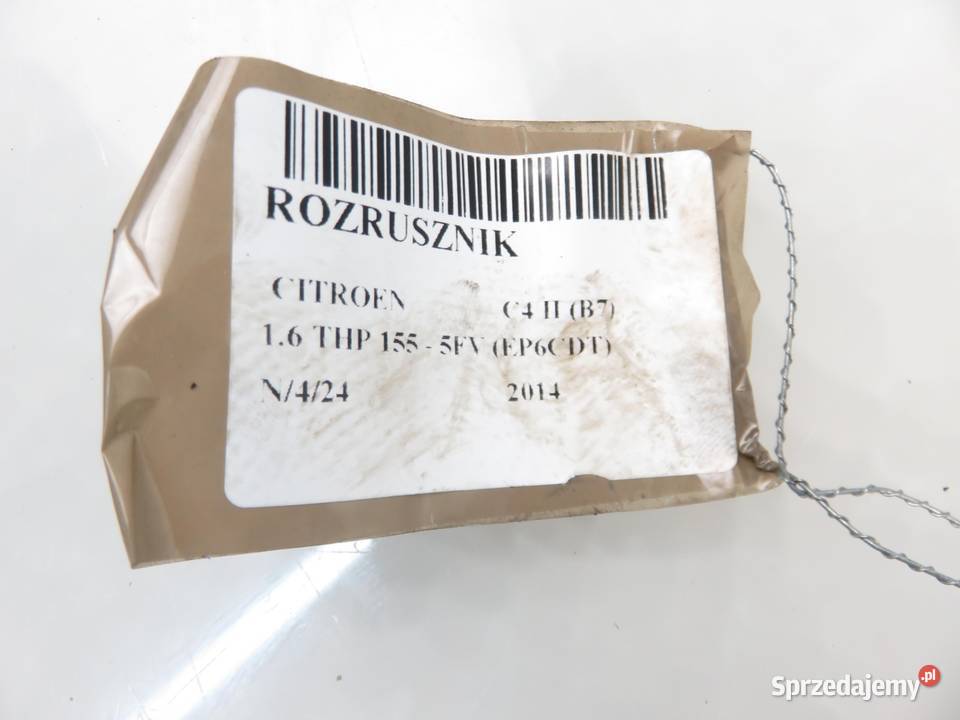 ROZRUSZNIK
CITROEN C4 II (B7)
1.6 THP 155 - 5FV (EP6CDT)
N/4/24 2014
Sprzedajemy.pl